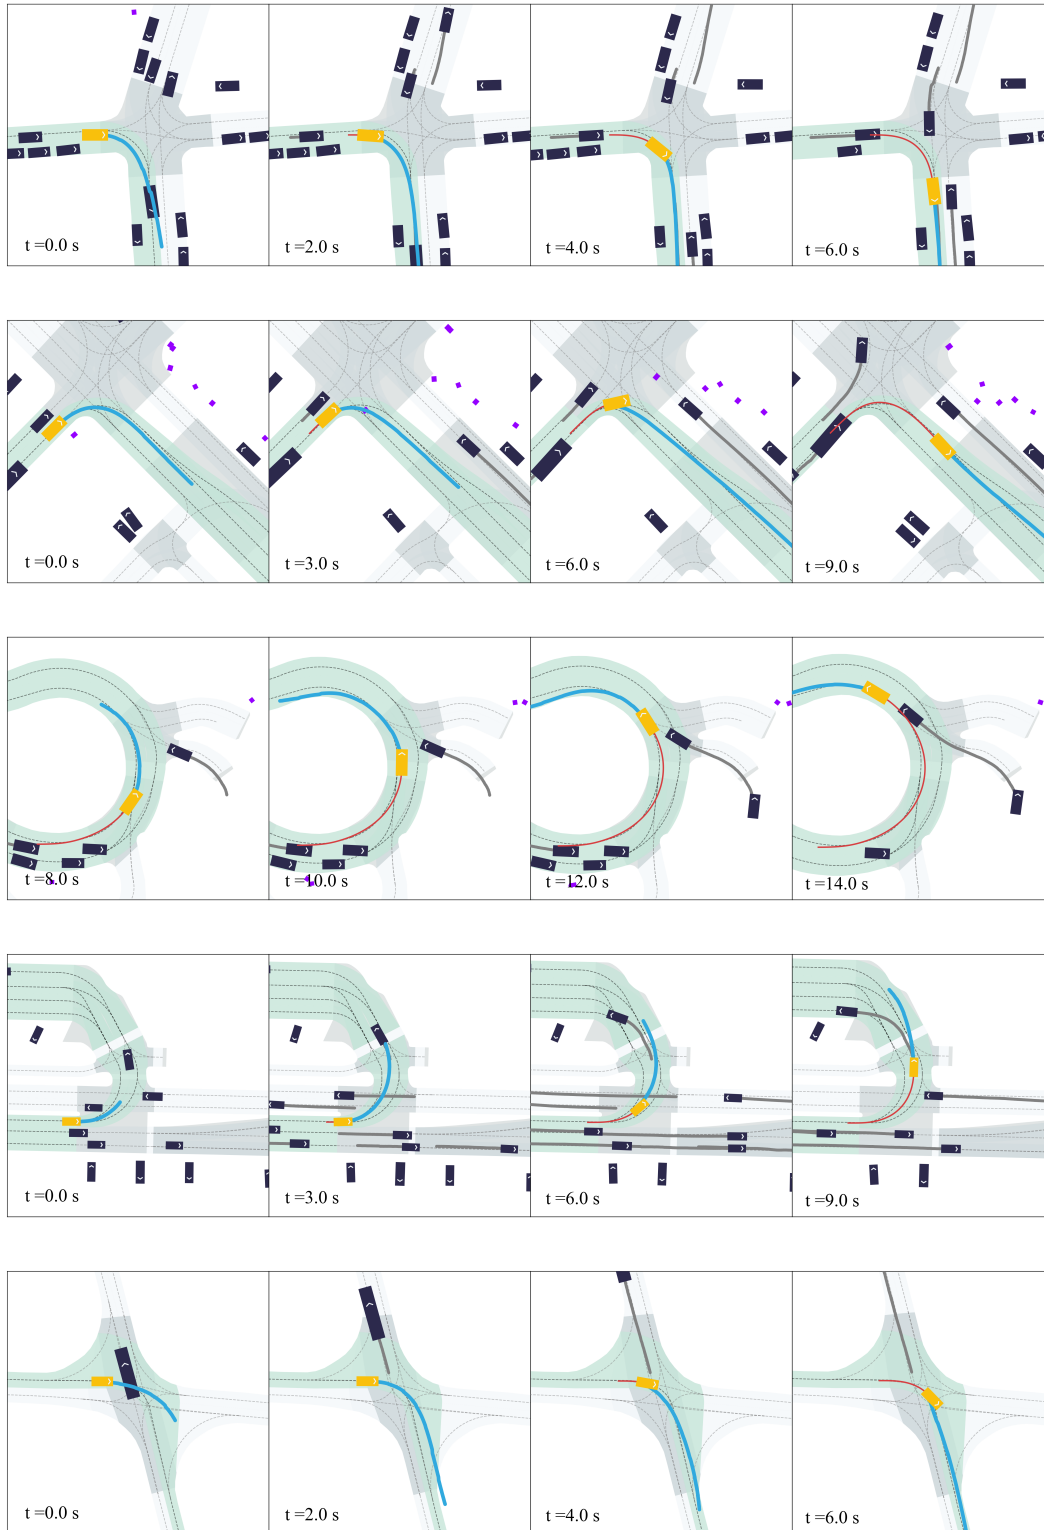 t =0.0 s
t =2.0 s
t =4.0 s
t =6.0 s
t =0.0 s
t =3.0 s
t =6.0 s
t =9.0 s
t =8.0 s
t =10.0 s
t =12.0 s
t =14.0 s
t =0.0 s
t =3.0 s
t =6.0 s
t =9.0 s
t =0.0 s
t =2.0 s
t =4.0 s
t =6.0 s